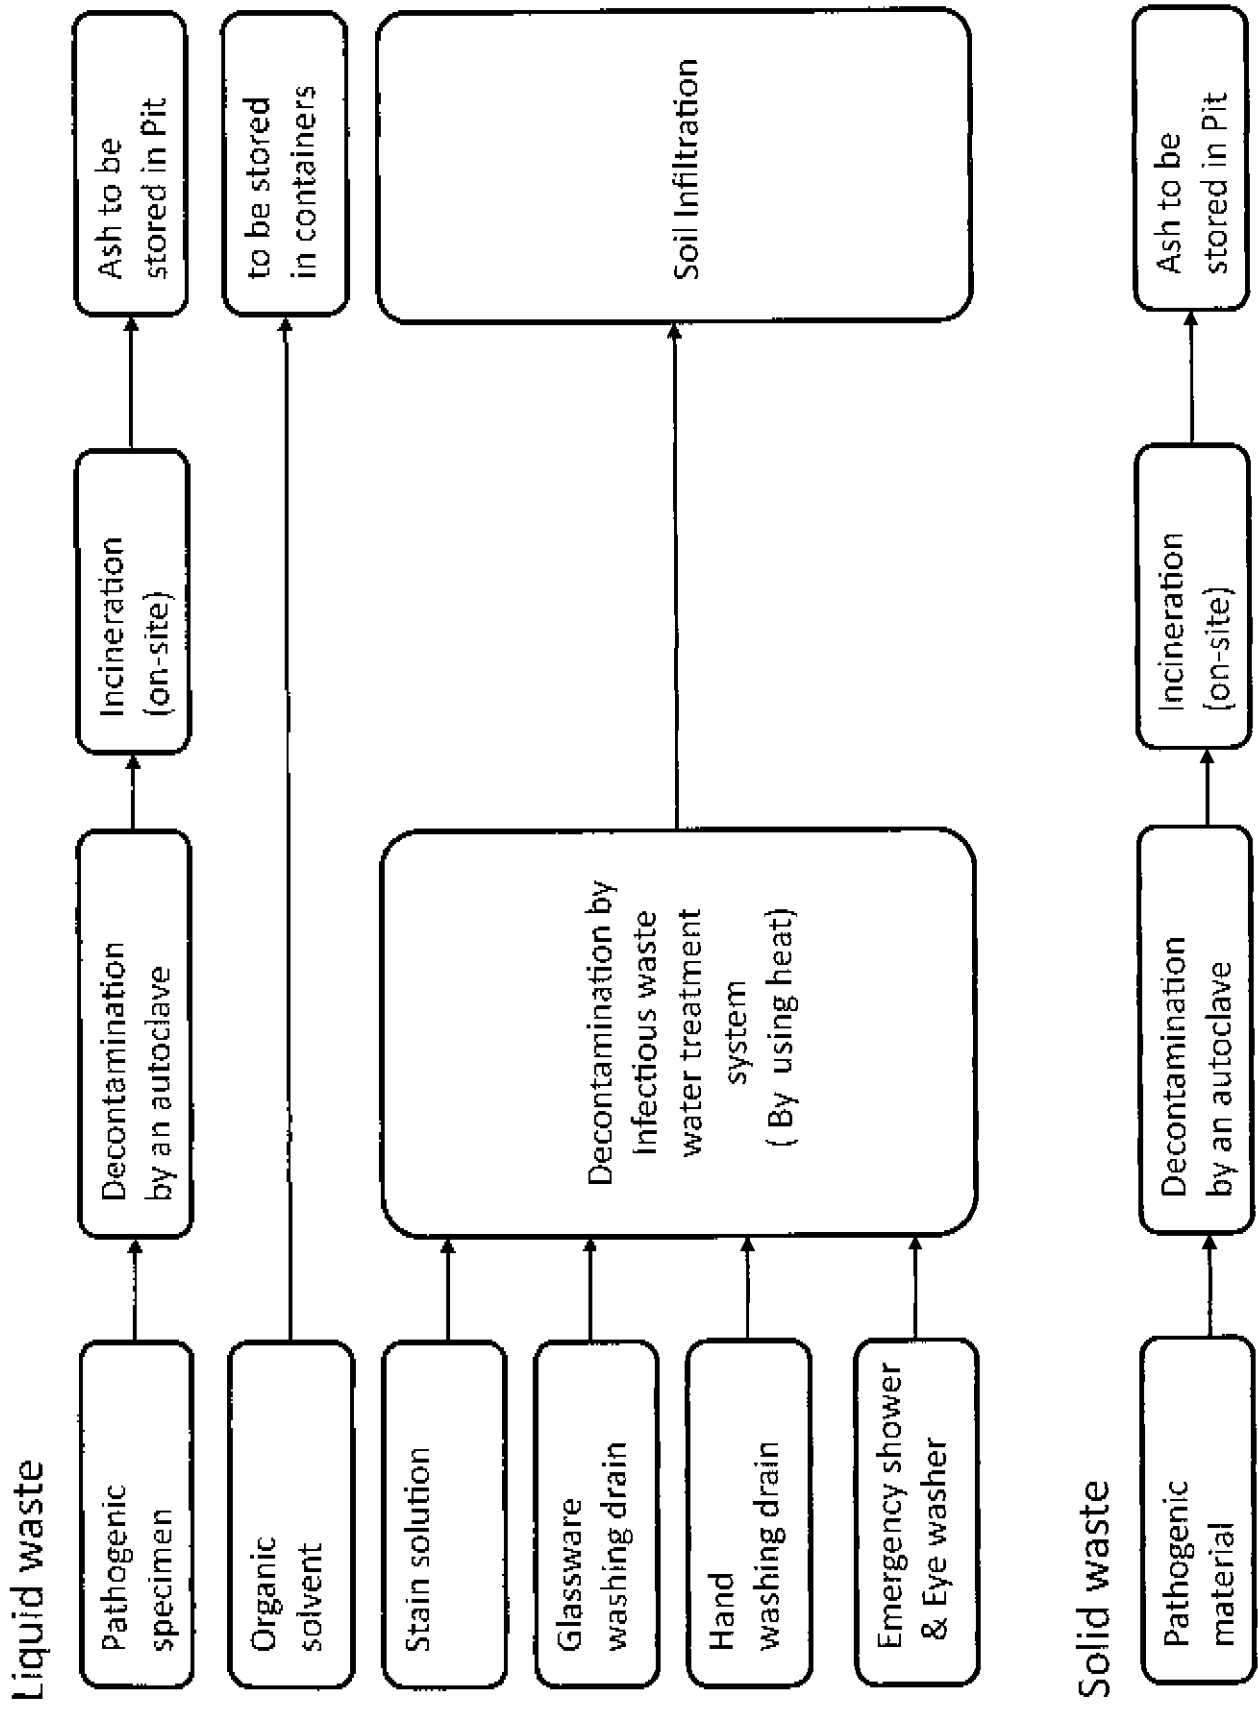 Liquid waste
Pathogenic
specimen
Decontamination
by an autoclave
Incineration
(on-site)
Ash to be
stored in Pit
Organic
solvent
to be stored
in containers
Stain solution
Glassware
washing drain
Hand
washing drain
Emergency shower
& Eye washer
Decontamination by
Infectious waste
water treatment
system
( By using heat)
Soil Infiltration
Solid waste
Pathogenic
material
Decontamination
by an autoclave
Incineration
(on-site)
Ash to be
stored in Pit